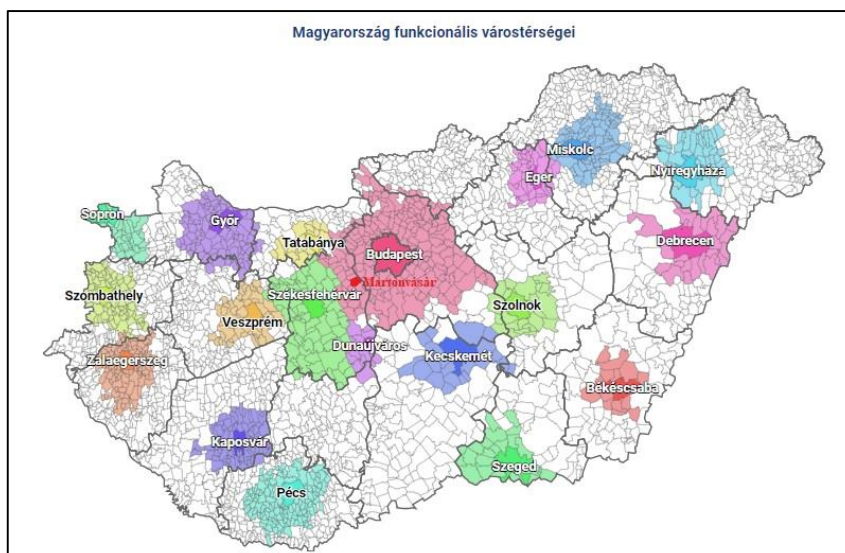 Magyarország funkcionális várostérségei
Miskolc
Eger
Nyíregyháza
Sopron
Győr
Tatabánya
Budapest
Debrecen
Szombathely
Székesfehérvár
Martonvásár
Veszprém
Szolnok
Dunaújváros
Kecskemét
Zalaegerszeg
Békéscsaba
Kaposvár
Szeged
Pécs